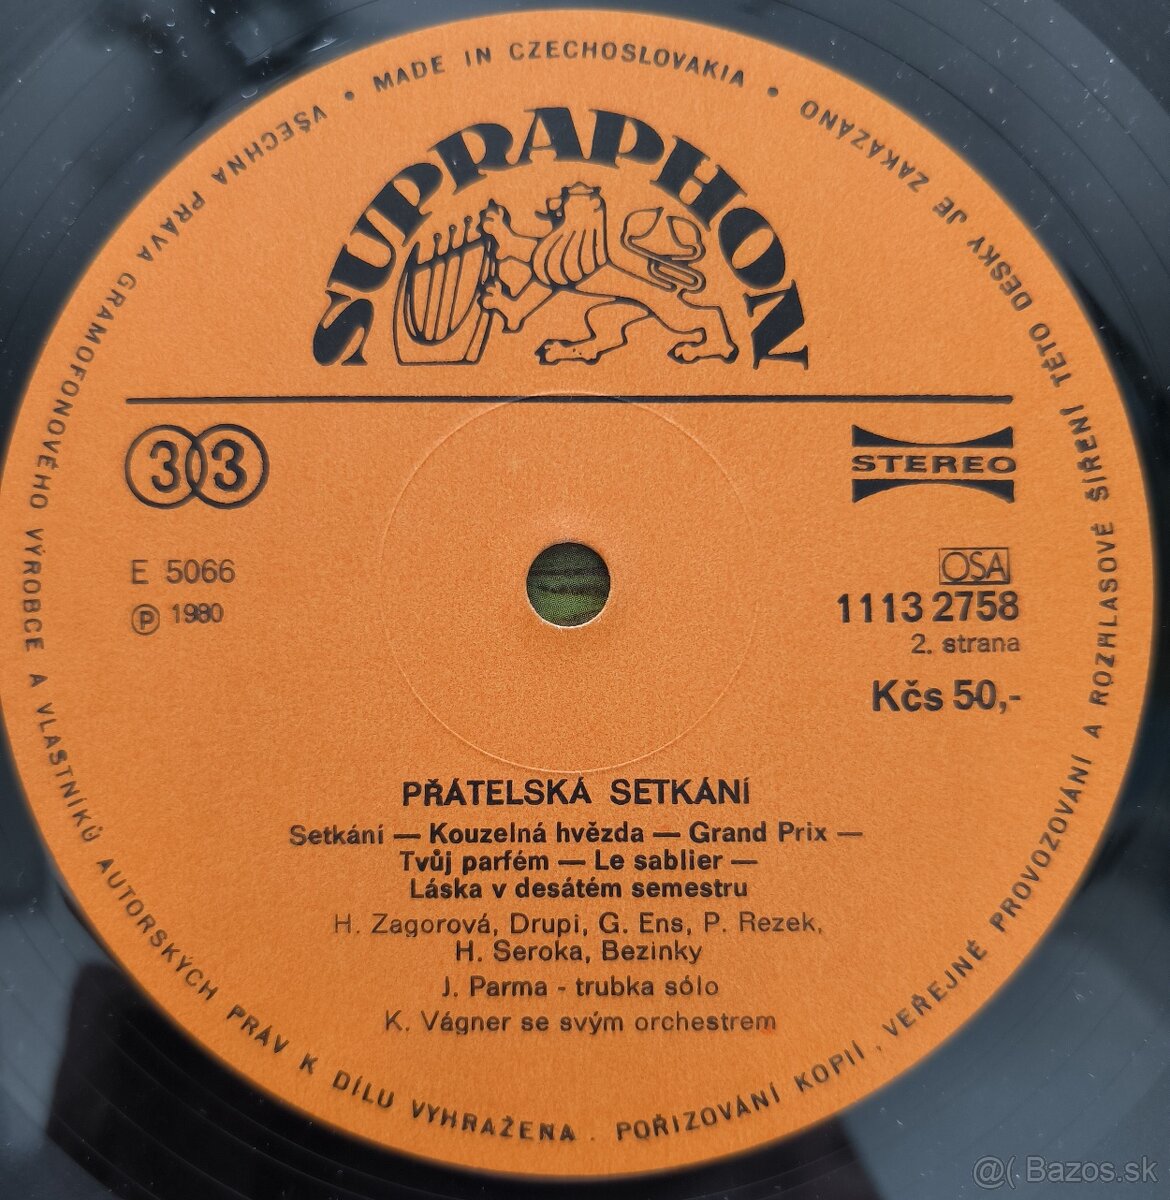 VŠECHNA PRÁVA GRAMOFONOVÉHO VÝROBCE A VLASTNÍKŮ AUTORSKÝCH PRÁV K DÍLU VYHRAŽENA . POŘIZOVÁNÍ KOPIÍ , VEŘEJNÉ PROVOZOVÁNÍ A ROZHLASOVÉ ŠÍŘENÍ TÉTO DESKY JE ZAKÁZÁNO
• MADE IN CZECHOSLOVAKIA •
SUPRAPHON
33
STEREO
E 5066
℗ 1980
OSA
1113 2758
2. strana
Kčs 50,-
PŘÁTELSKÁ SETKÁNÍ
Setkání — Kouzelná hvězda — Grand Prix —
Tvůj parfém — Le sablier —
Láska v desátém semestru
H. Zagorová, Drupi, G. Ens, P. Rezek,
H. Seroka, Bezinky
J. Parma - trubka sólo
K. Vágner se svým orchestrem
@( Bazos.sk